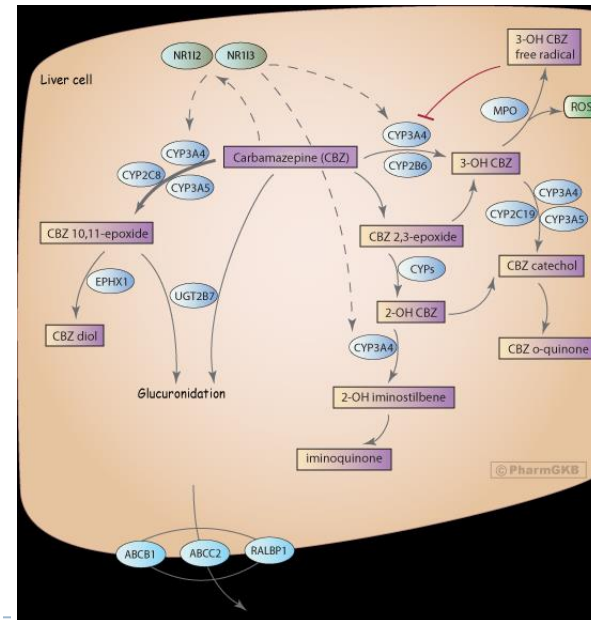 3-OH CBZ
free radical
NR1I2
NR1I3
Liver cell
MPO
ROS
CYP3A4
CYP3A4
Carbamazepine (CBZ)
CYP2B6
3-OH CBZ
CYP2C8
CYP3A5
CYP3A4
CYP2C19
CYP3A5
CBZ 10,11-epoxide
CBZ 2,3-epoxide
CYPs
CBZ catechol
EPHX1
UGT2B7
2-OH CBZ
CBZ diol
CYP3A4
CBZ o-quinone
Glucuronidation
2-OH iminostilbene
iminoquinone
© PharmGKB
ABCB1
ABCC2
RALBP1